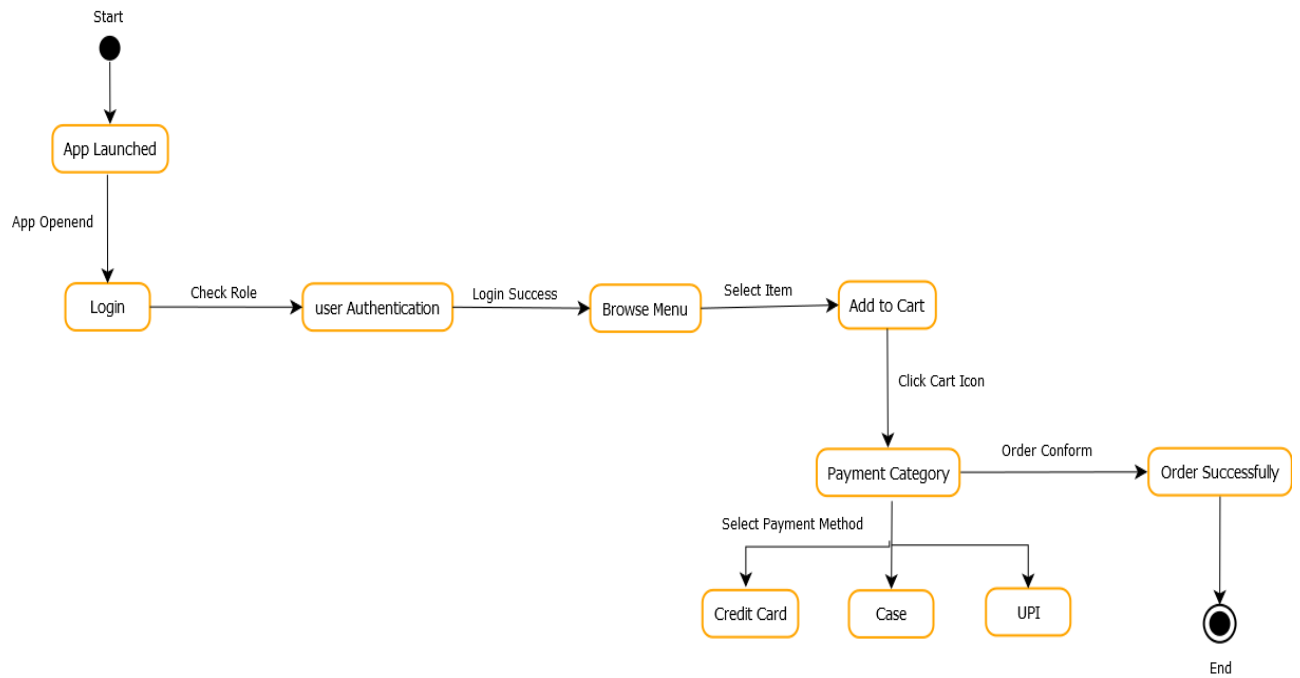 Start
App Launched
App Openend
Login
Check Role
user Authentication
Login Success
Browse Menu
Select Item
Add to Cart
Click Cart Icon
Payment Category
Order Conform
Order Successfully
Select Payment Method
Credit Card
Case
UPI
End